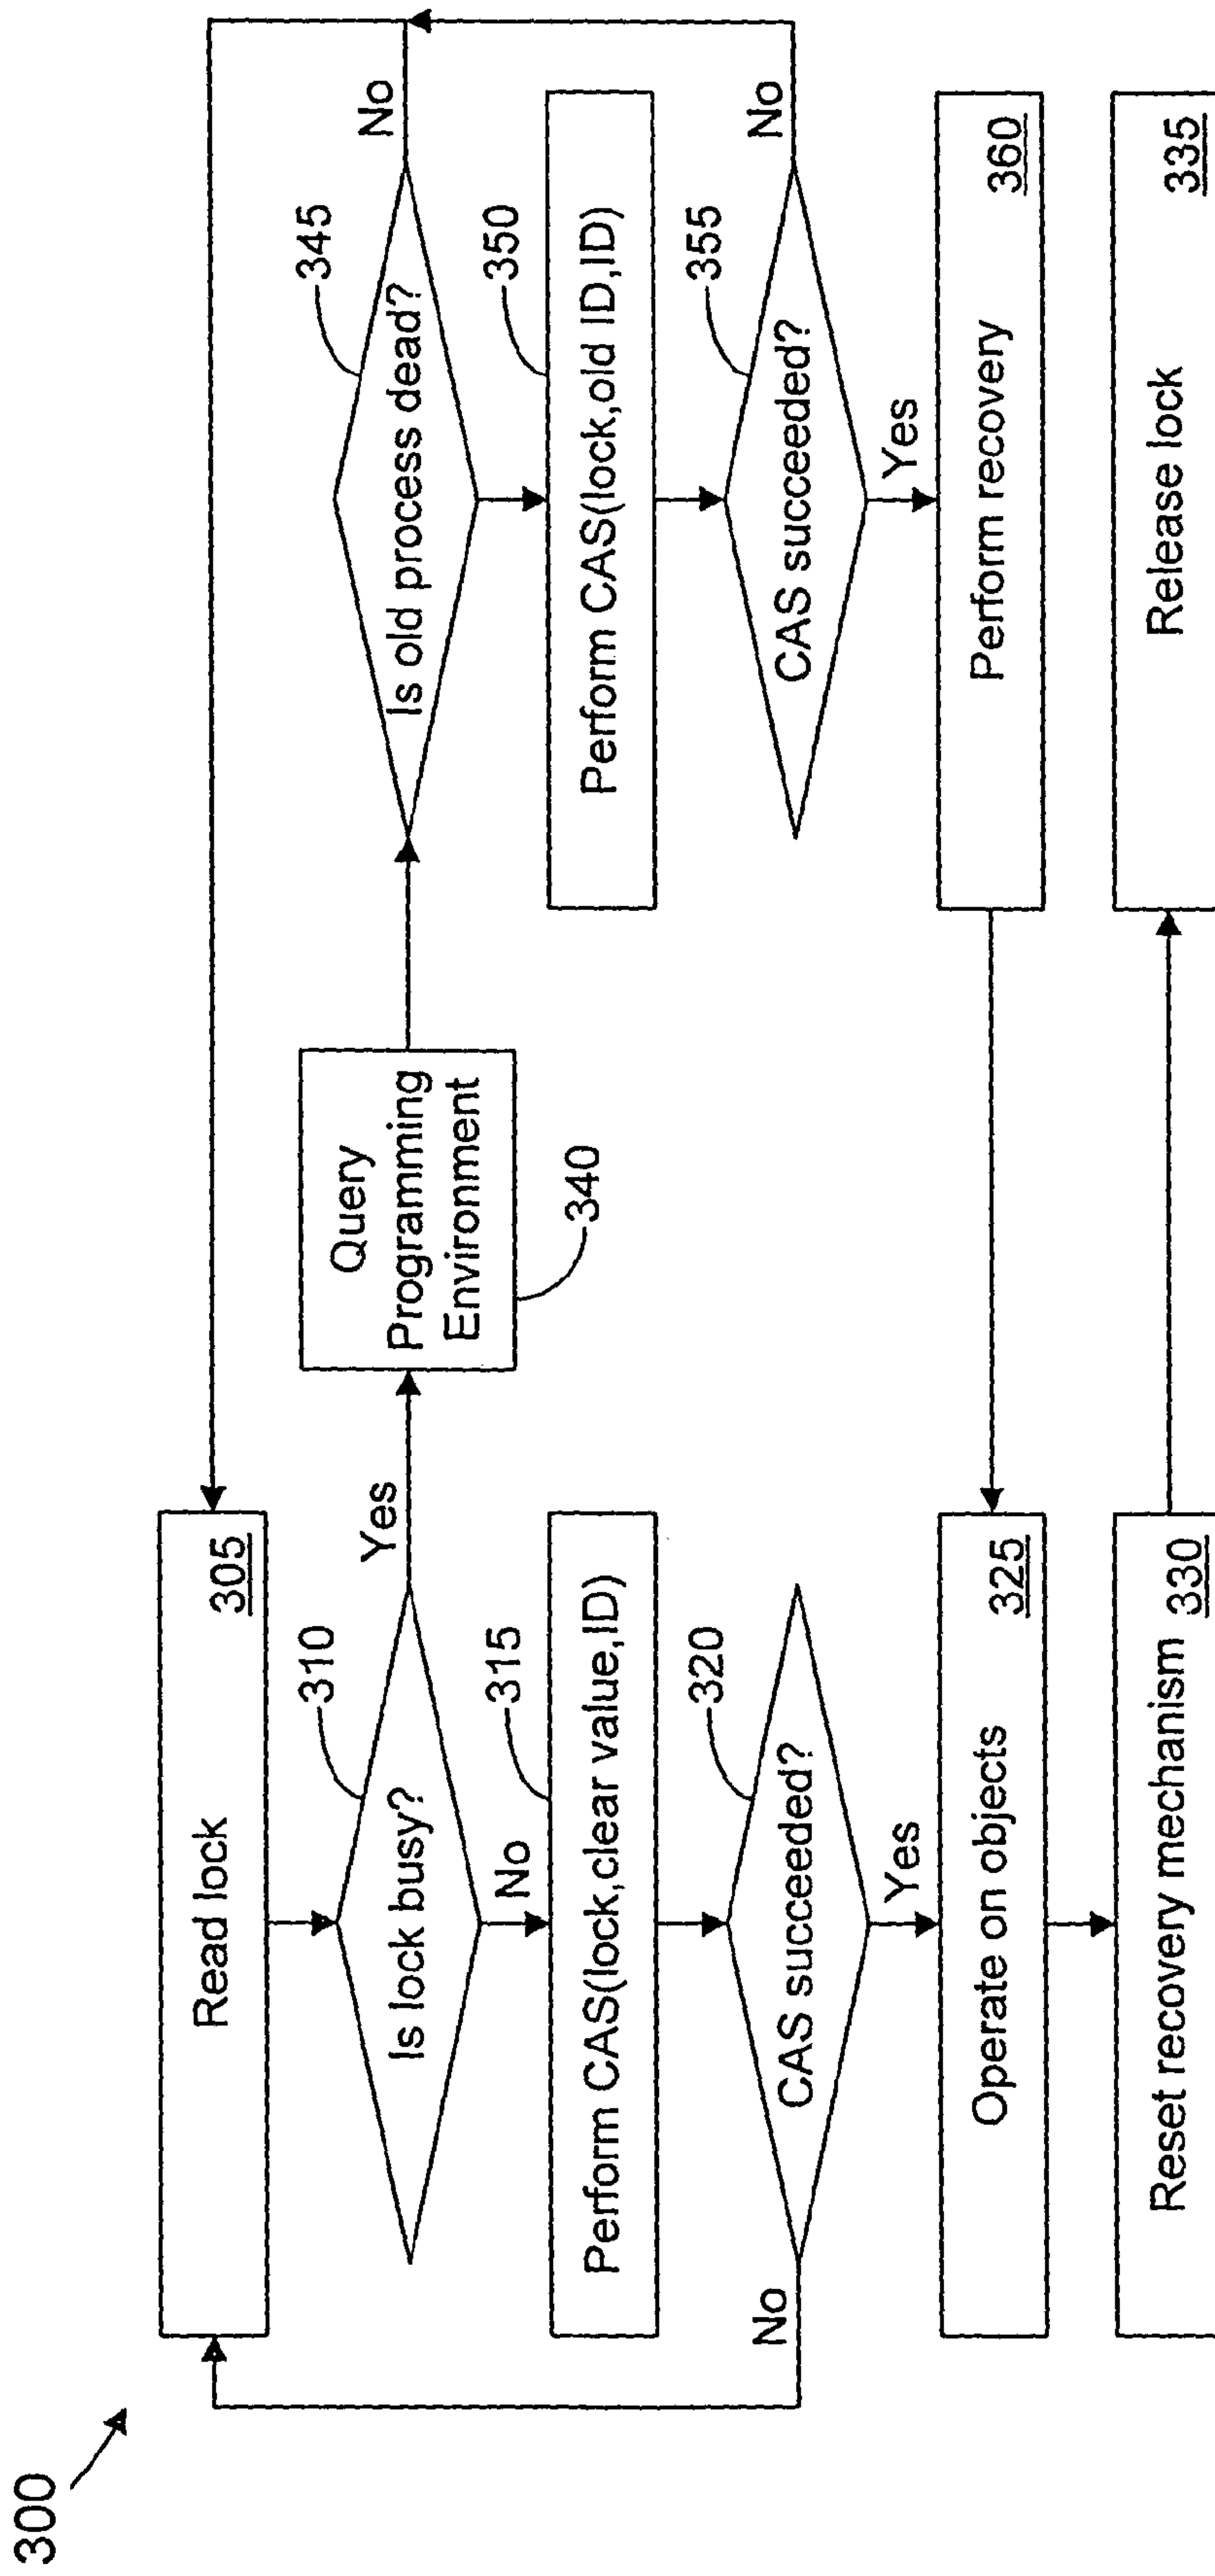 300
Read lock
305
310
Is lock busy?
Yes
No
315
Perform CAS(lock,clear value,ID)
320
CAS succeeded?
No
Yes
Operate on objects
325
Reset recovery mechanism
330
Query
Programming
Environment
340
345
Is old process dead?
No
350
Perform CAS(lock,old ID,ID)
355
CAS succeeded?
No
Yes
Perform recovery
360
Release lock
335